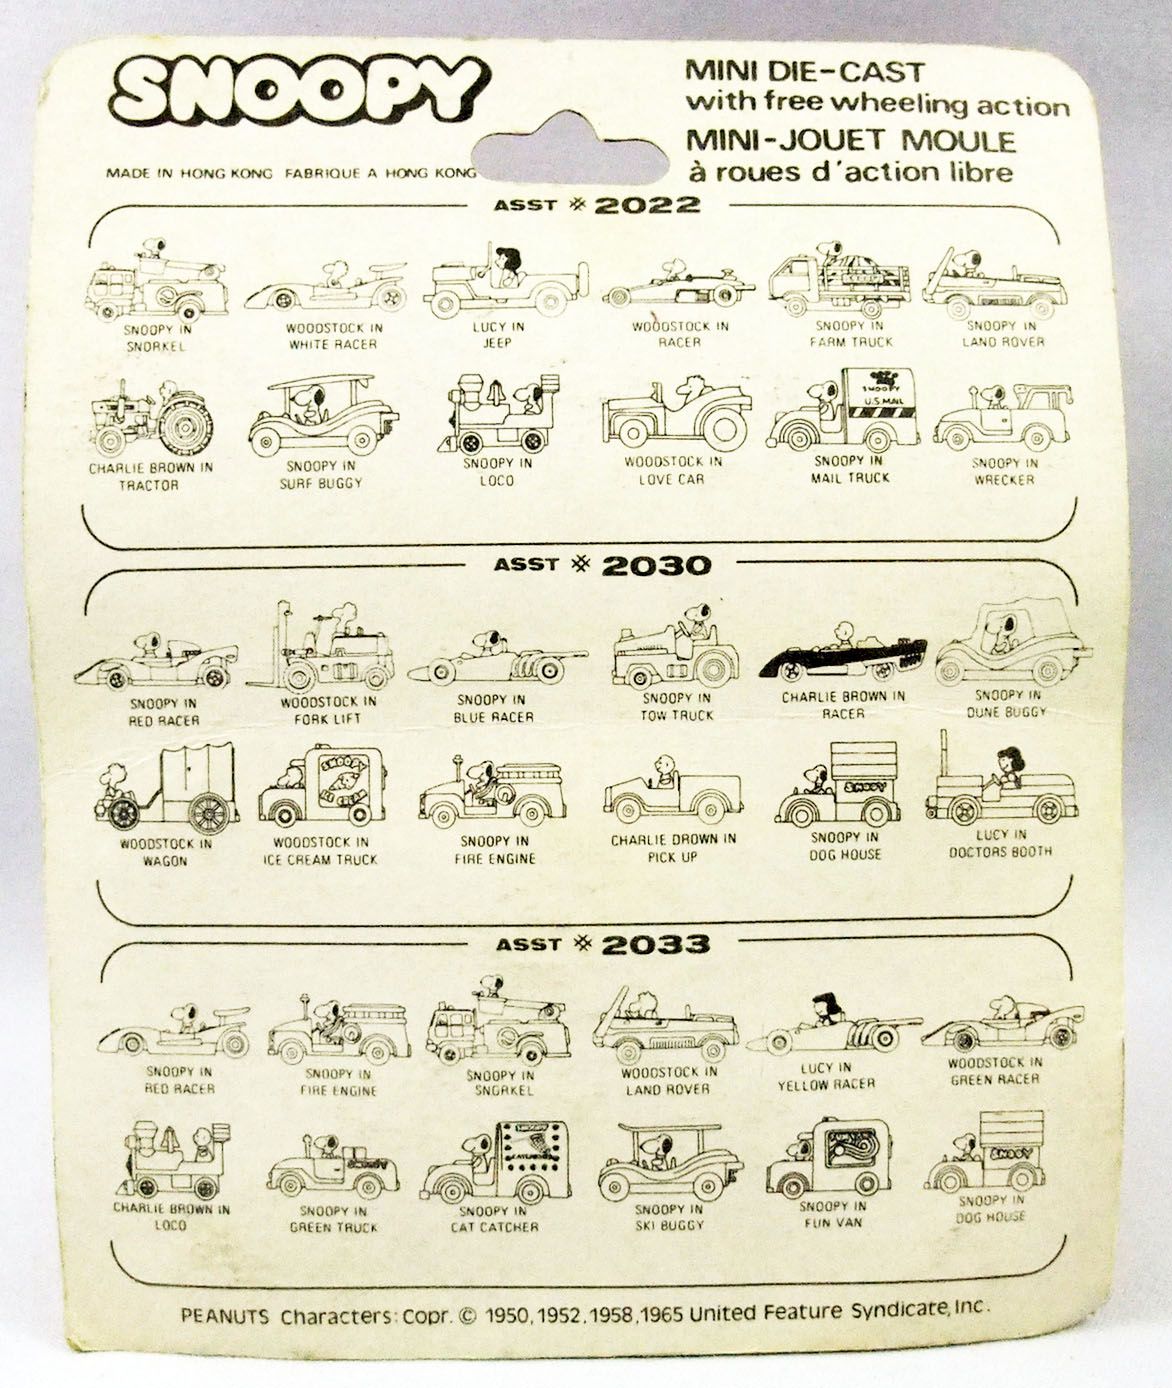 SNOOPY
MINI DIE-CAST
with free wheeling action
MINI-JOUET MOULE
à roues d'action libre
MADE IN HONG KONG FABRIQUE A HONG KONG
ASST # 2022
SNOOPY IN
SNORKEL
WOODSTOCK IN
WHITE RACER
LUCY IN
JEEP
WOODSTOCK IN
RACER
SNOOPY IN
FARM TRUCK
SNOOPY IN
LAND ROVER
SNOOPY
U.S. MAIL
CHARLIE BROWN IN
TRACTOR
SNOOPY IN
SURF BUGGY
SNOOPY IN
LOCO
WOODSTOCK IN
LOVE CAR
SNOOPY IN
MAIL TRUCK
SNOOPY IN
WRECKER
ASST # 2030
SNOOPY IN
RED RACER
WOODSTOCK IN
FORK LIFT
SNOOPY IN
BLUE RACER
SNOOPY IN
TOW TRUCK
CHARLIE BROWN IN
RACER
SNOOPY IN
DUNE BUGGY
SNOOPY
ICE CREAM
SNOOPY
WOODSTOCK IN
WAGON
WOODSTOCK IN
ICE CREAM TRUCK
SNOOPY IN
FIRE ENGINE
CHARLIE BROWN IN
PICK UP
SNOOPY IN
DOG HOUSE
LUCY IN
DOCTORS BOOTH
ASST # 2033
SNOOPY IN
RED RACER
SNOOPY IN
FIRE ENGINE
SNOOPY IN
SNORKEL
WOODSTOCK IN
LAND ROVER
LUCY IN
YELLOW RACER
WOODSTOCK IN
GREEN RACER
SNOOPY
SNOOPY
SNOOPY
CHARLIE BROWN IN
LOCO
SNOOPY IN
GREEN TRUCK
SNOOPY IN
CAT CATCHER
SNOOPY IN
SKI BUGGY
SNOOPY IN
FUN VAN
SNOOPY IN
DOG HOUSE
PEANUTS Characters: Copr. © 1950, 1952, 1958, 1965 United Feature Syndicate, Inc.